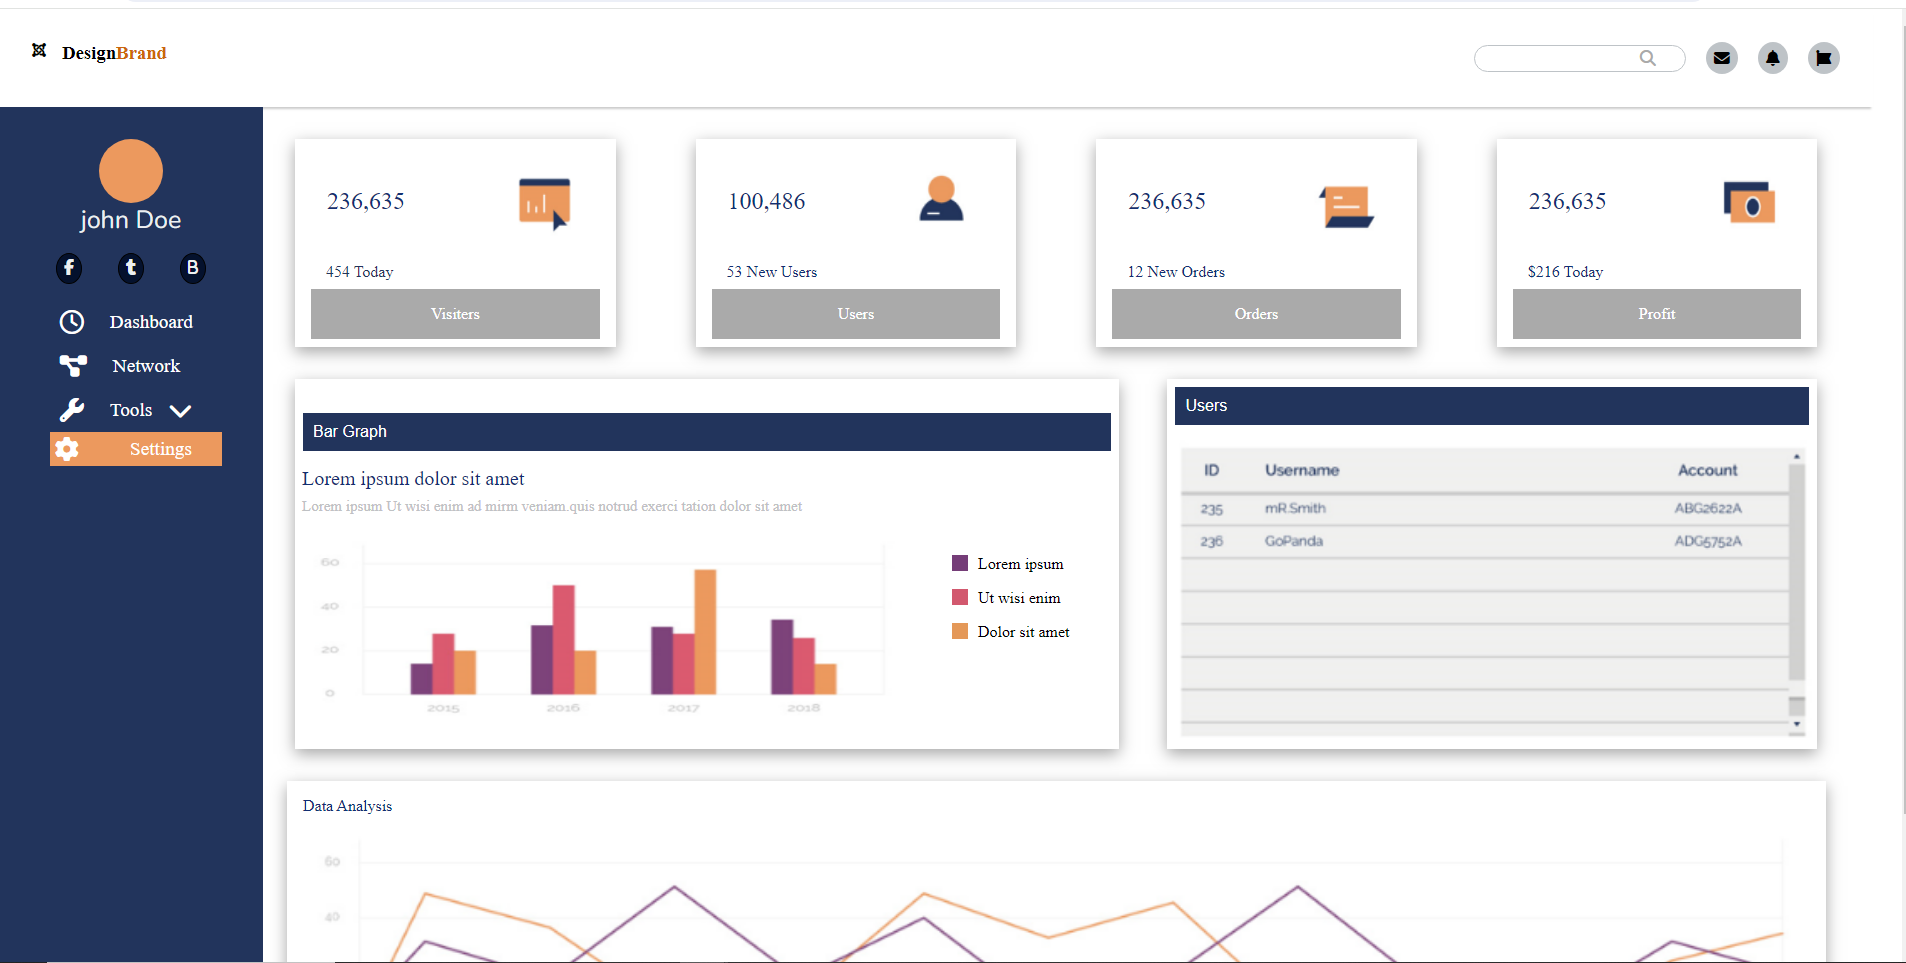 DesignBrand
john Doe
f t B
Dashboard
Network
Tools
Settings
236,635
454 Today
Visiters
100,486
53 New Users
Users
236,635
12 New Orders
Orders
236,635
$216 Today
Profit
Bar Graph
Lorem ipsum dolor sit amet
Lorem ipsum Ut wisi enim ad mirm veniam.quis notrud exerci tation dolor sit amet
60
40
20
0
2015 2016 2017 2018
Lorem ipsum
Ut wisi enim
Dolor sit amet
Users
ID Username Account
235 mR.Smith ABG2622A
236 GoPanda ADG5752A
Data Analysis
60
40